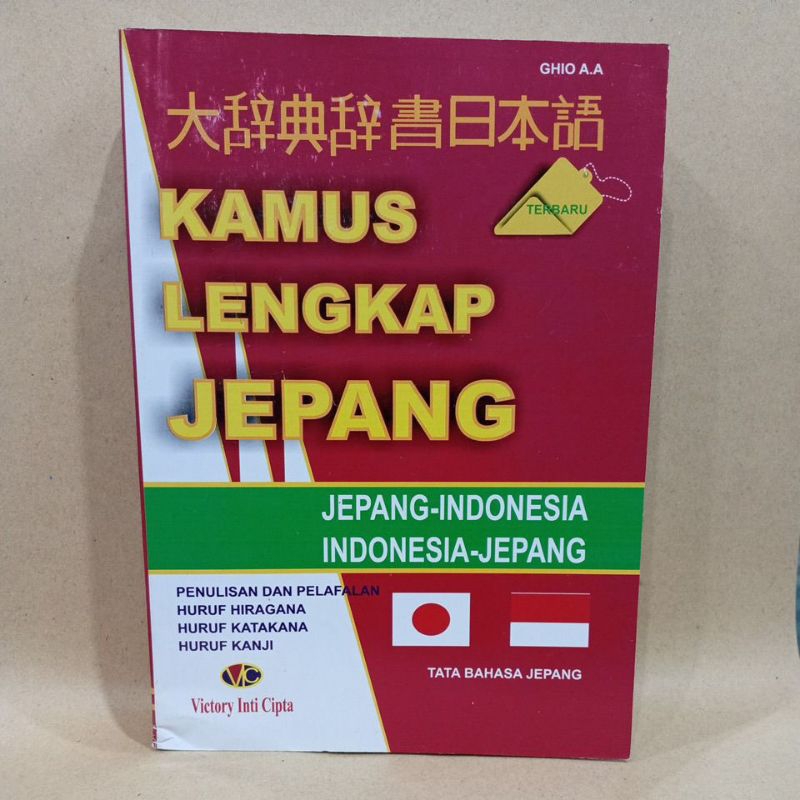 GHIO A.A
大辞典辞書日本語
KAMUS
TERBARU
LENGKAP
JEPANG
JEPANG-INDONESIA
INDONESIA-JEPANG
PENULISAN DAN PELAFALAN
HURUF HIRAGANA
HURUF KATAKANA
HURUF KANJI
TATA BAHASA JEPANG
VC
Victory Inti Cipta